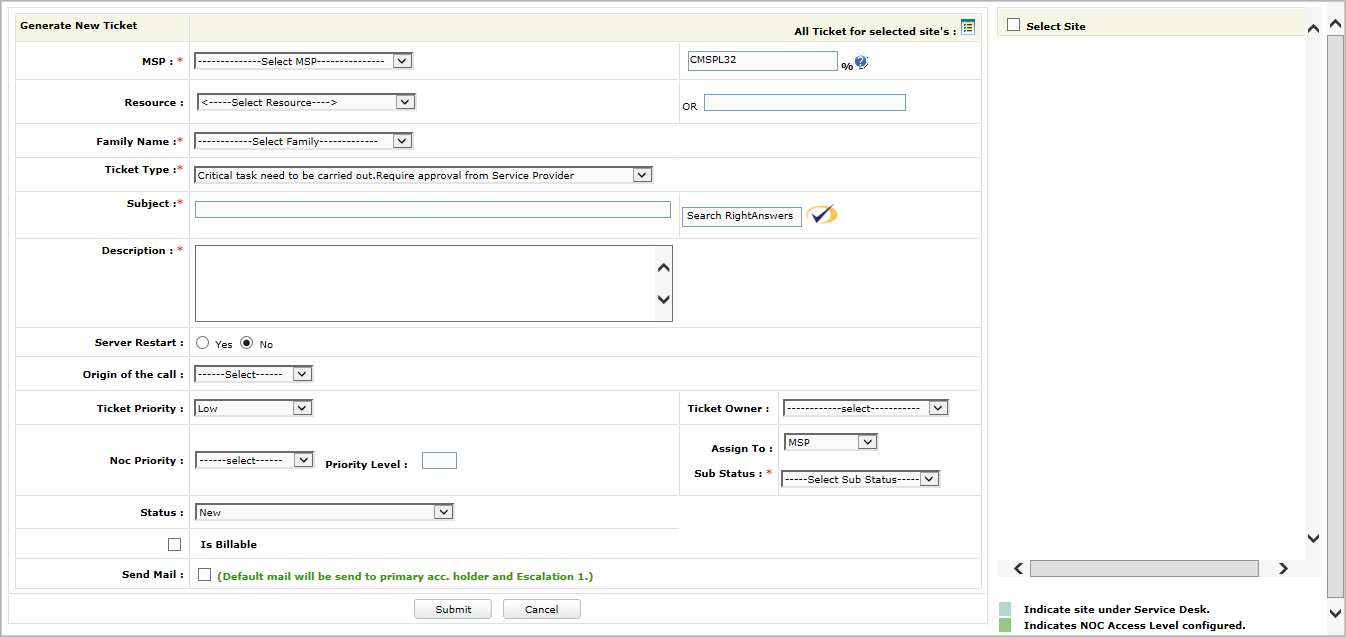 Generate New Ticket
All Ticket for selected site's :
MSP : *
--------------Select MSP---------------
CMSPL32
%
Resource :
<-----Select Resource---->
OR
Family Name :*
------------Select Family-------------
Ticket Type :*
Critical task need to be carried out.Require approval from Service Provider
Subject :*
Search RightAnswers
Description : *
Server Restart :
Yes
No
Origin of the call :
------Select------
Ticket Priority :
Low
Ticket Owner :
------------select-----------
Noc Priority :
------select------
Priority Level :
Assign To :
MSP
Sub Status : *
-----Select Sub Status-----
Status :
New
Is Billable
Send Mail :
(Default mail will be send to primary acc. holder and Escalation 1.)
Submit
Cancel
Select Site
Indicate site under Service Desk.
Indicates NOC Access Level configured.